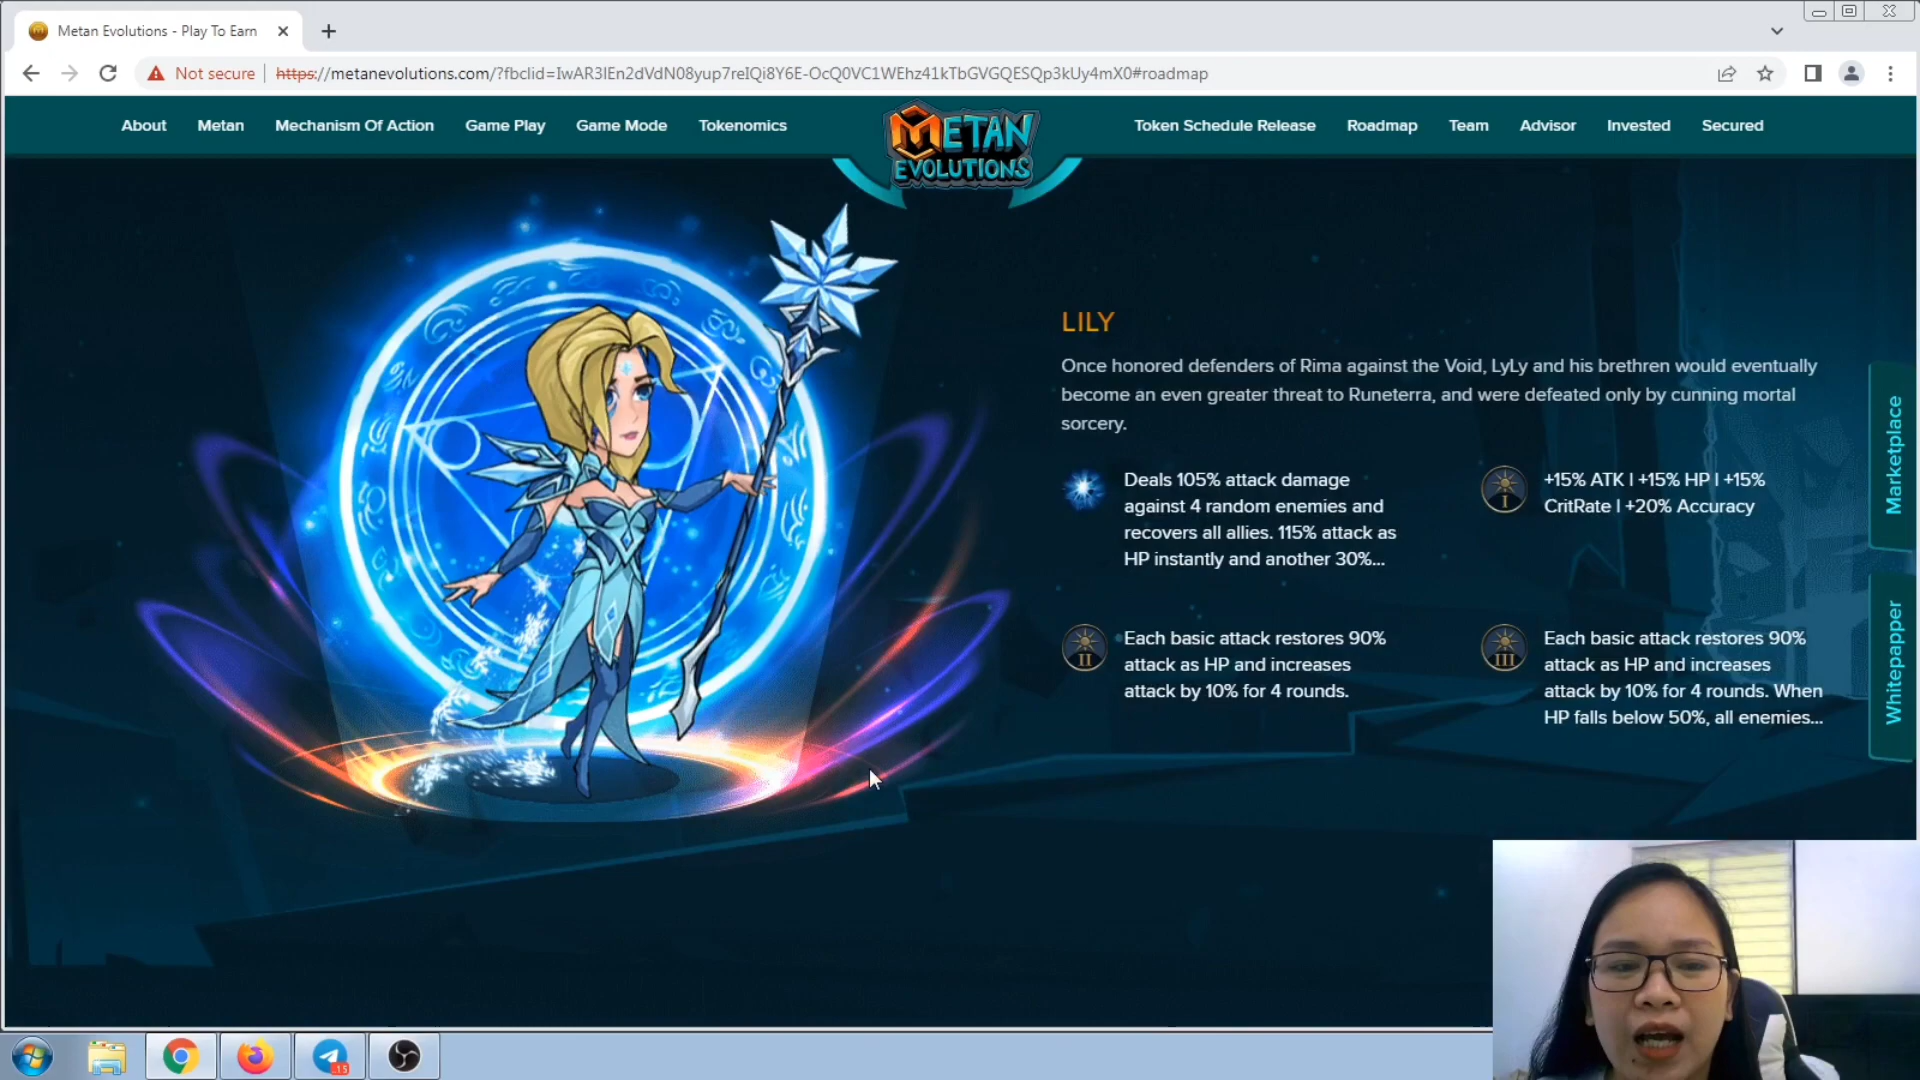 Metan Evolutions - Play To Earn
Not secure
https://metanevolutions.com/?fbclid=IwAR3lEn2dVdN08yup7reIQi8Y6E-OcQ0VC1WEhz41kTbGVGQESQp3kUy4mX0#roadmap
About Metan Mechanism Of Action Game Play Game Mode Tokenomics
METAN
EVOLUTIONS
Token Schedule Release Roadmap Team Advisor Invested Secured
LILY
Once honored defenders of Rima against the Void, LyLy and his brethren would eventually
become an even greater threat to Runeterra, and were defeated only by cunning mortal
sorcery.
Deals 105% attack damage
against 4 random enemies and
recovers all allies. 115% attack as
HP instantly and another 30%...
I
+15% ATK | +15% HP | +15%
CritRate | +20% Accuracy
II
Each basic attack restores 90%
attack as HP and increases
attack by 10% for 4 rounds.
III
Each basic attack restores 90%
attack as HP and increases
attack by 10% for 4 rounds. When
HP falls below 50%, all enemies...
Marketplace
Whitepapper
15